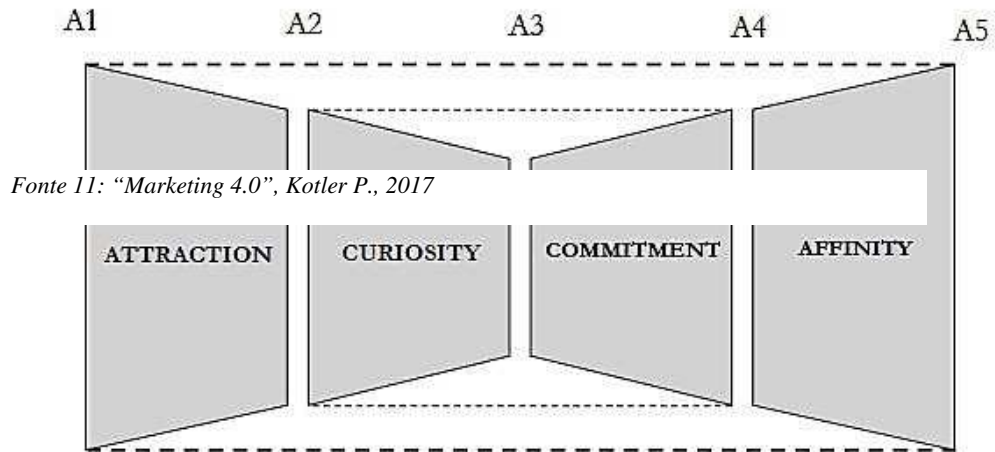 A1 A2 A3 A4 A5
Fonte 11: “Marketing 4.0”, Kotler P., 2017
ATTRACTION CURIOSITY COMMITMENT AFFINITY